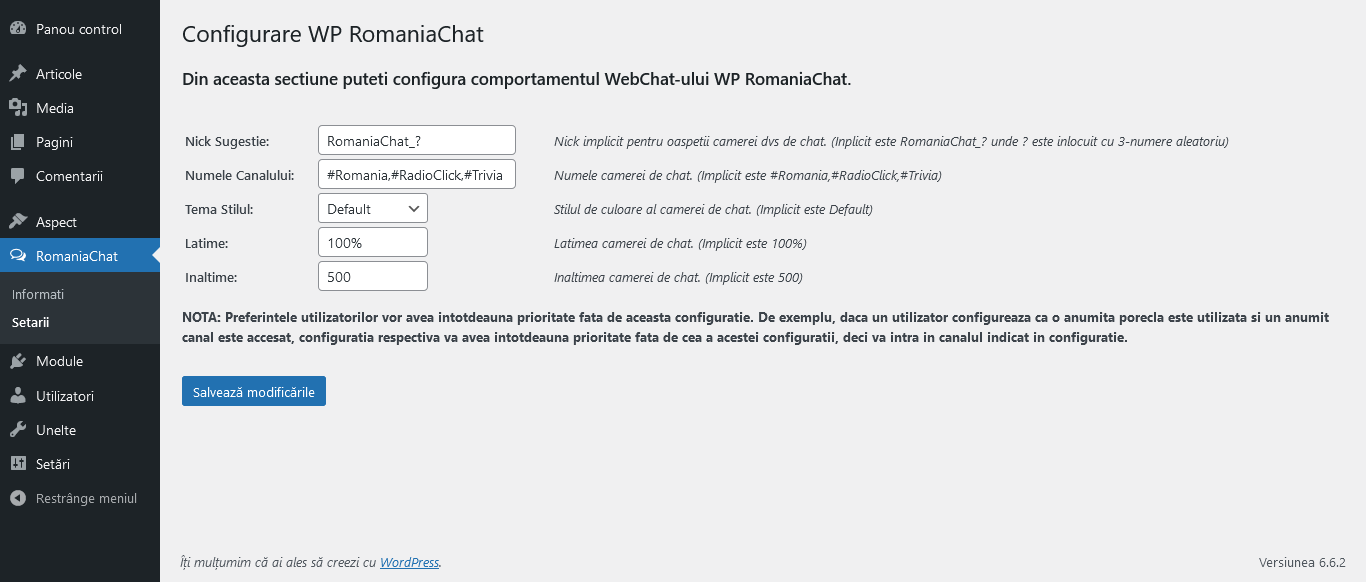 Panou control
Articole
Media
Pagini
Comentarii
Aspect
RomaniaChat
Informati
Setarii
Module
Utilizatori
Unelte
Setări
Restrânge meniul
Configurare WP RomaniaChat
Din aceasta sectiune puteti configura comportamentul WebChat-ului WP RomaniaChat.
Nick Sugestie: RomaniaChat_? Nick implicit pentru oaspetii camerei dvs de chat. (Inplicit este RomaniaChat_? unde ? este inlocuit cu 3-numere aleatoriu)
Numele Canalului: #Romania,#RadioClick,#Trivia Numele camerei de chat. (Implicit este #Romania,#RadioClick,#Trivia)
Tema Stilul: Default Stilul de culoare al camerei de chat. (Implicit este Default)
Latime: 100% Latimea camerei de chat. (Implicit este 100%)
Inaltime: 500 Inaltimea camerei de chat. (Implicit este 500)
NOTA: Preferintele utilizatorilor vor avea intotdeauna prioritate fata de aceasta configuratie. De exemplu, daca un utilizator configureaza ca o anumita porecla este utilizata si un anumit
canal este accesat, configuratia respectiva va avea intotdeauna prioritate fata de cea a acestei configuratii, deci va intra in canalul indicat in configuratie.
Salvează modificările
Îți mulțumim că ai ales să creezi cu WordPress.
Versiunea 6.6.2